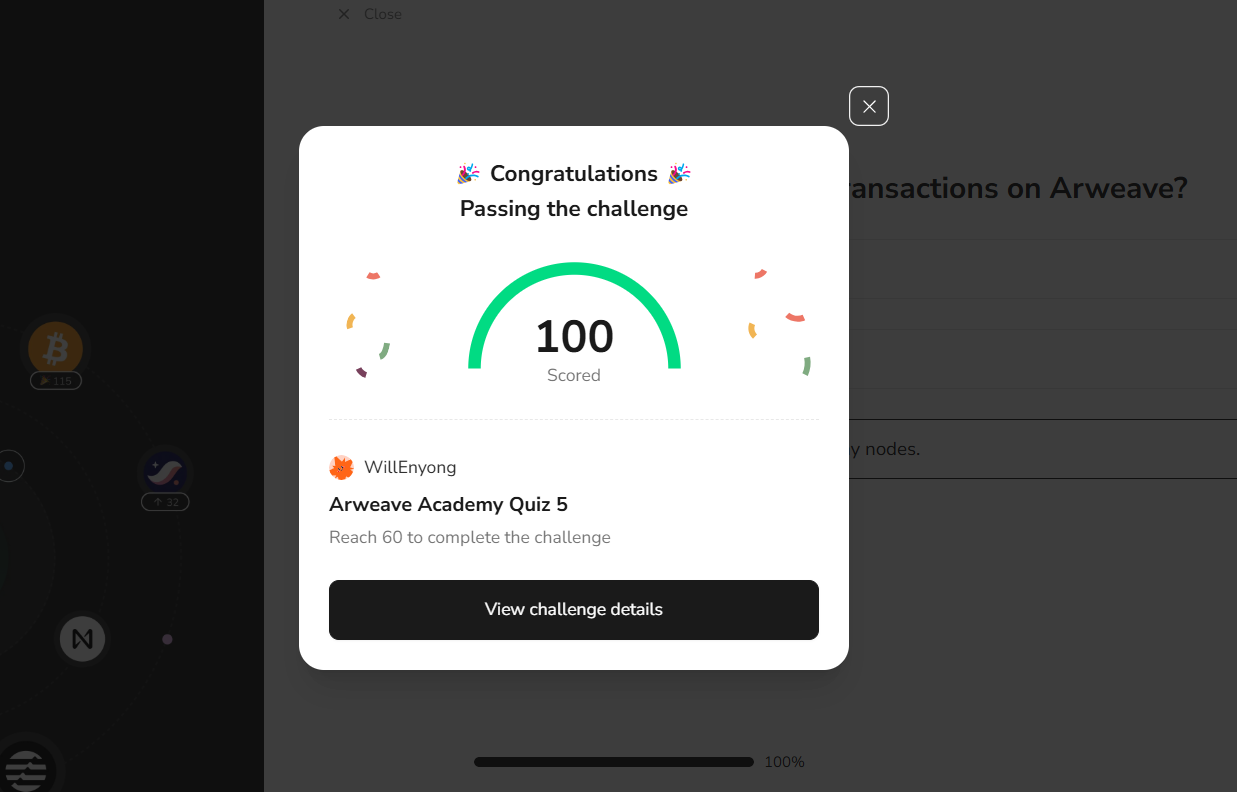 Close
ansactions on Arweave?
Congratulations
Passing the challenge
100
Scored
115
y nodes.
WillEnyong
32
Arweave Academy Quiz 5
Reach 60 to complete the challenge
View challenge details
100%